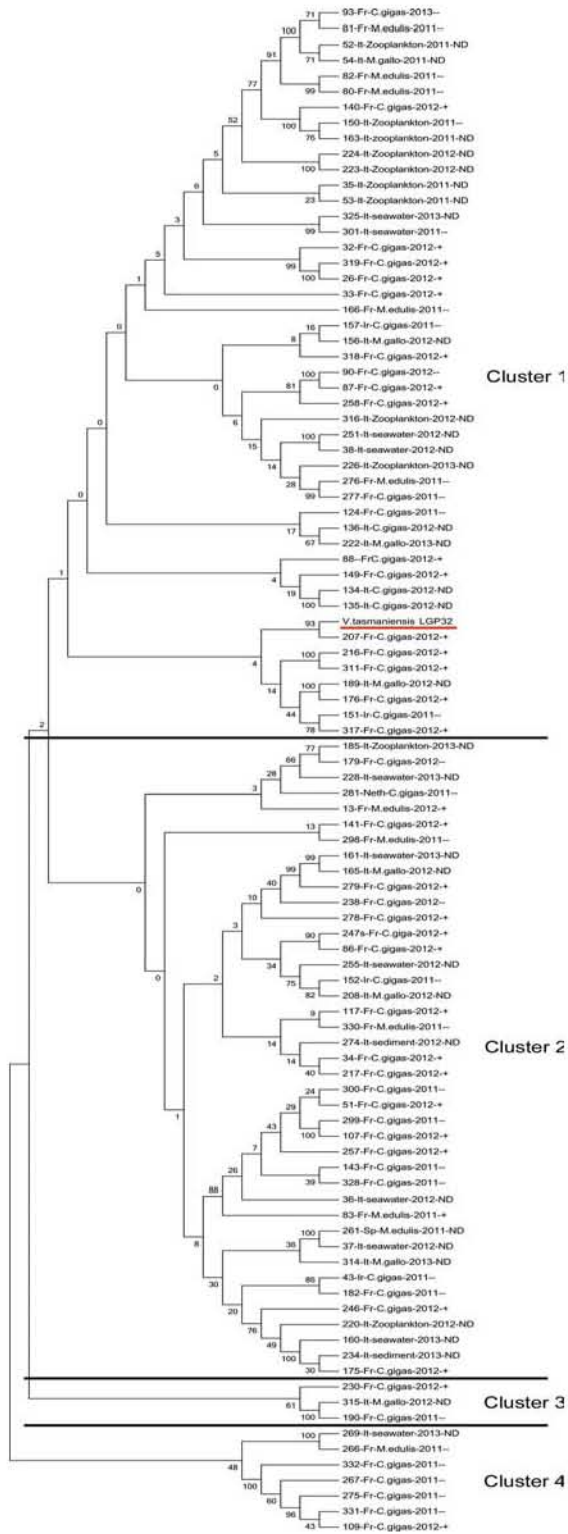 93-Fr-C.gigas-2013--
81-Fr-M.edulis-2011--
52-It-Zooplankton-2011-ND
54-It-M.gallo-2011-ND
82-Fr-M.edulis-2011--
80-Fr-M.edulis-2011--
140-Fr-C.gigas-2012-+
150-It-Zooplankton-2011--
163-It-zooplankton-2011-ND
224-It-Zooplankton-2012-ND
223-It-Zooplankton-2012-ND
35-It-Zooplankton-2011-ND
53-It-Zooplankton-2011-ND
325-It-seawater-2013-ND
301-It-seawater-2011--
32-Fr-C.gigas-2012-+
319-Fr-C.gigas-2012-+
26-Fr-C.gigas-2012-+
33-Fr-C.gigas-2012-+
166-Fr-M.edulis-2011--
157-Ir-C.gigas-2011--
156-It-M.gallo-2012-ND
318-Fr-C.gigas-2012-+
90-Fr-C.gigas-2012--
Cluster 1
87-Fr-C.gigas-2012-+
258-Fr-C.gigas-2012-+
316-It-Zooplankton-2012-ND
251-It-seawater-2012-ND
38-It-seawater-2012-ND
226-It-Zooplankton-2013-ND
276-Fr-M.edulis-2011--
277-Fr-C.gigas-2011--
124-Fr-C.gigas-2011--
136-It-C.gigas-2012-ND
222-It-M.gallo-2013-ND
88--FrC.gigas-2012-+
149-Fr-C.gigas-2012-+
134-It-C.gigas-2012-ND
135-It-C.gigas-2012-ND
V.tasmaniensis LGP32
207-Fr-C.gigas-2012-+
216-Fr-C.gigas-2012-+
311-Fr-C.gigas-2012-+
189-It-M.gallo-2012-ND
176-Fr-C.gigas-2012-+
151-Ir-C.gigas-2011--
317-Fr-C.gigas-2012-+
185-It-Zooplankton-2013-ND
179-Fr-C.gigas-2012--
228-It-seawater-2013-ND
281-Neth-C.gigas-2011--
13-Fr-M.edulis-2012-+
141-Fr-C.gigas-2012-+
298-Fr-M.edulis-2011--
161-It-seawater-2013-ND
165-It-M.gallo-2012-ND
279-Fr-C.gigas-2012-+
238-Fr-C.gigas-2012--
278-Fr-C.gigas-2012-+
247s-Fr-C.giga-2012-+
86-Fr-C.gigas-2012-+
255-It-seawater-2012-ND
152-Ir-C.gigas-2011--
208-It-M.gallo-2012-ND
117-Fr-C.gigas-2012-+
330-Fr-M.edulis-2011--
274-It-sediment-2012-ND
Cluster 2
34-Fr-C.gigas-2012-+
217-Fr-C.gigas-2012-+
300-Fr-C.gigas-2011--
51-Fr-C.gigas-2012-+
299-Fr-C.gigas-2011--
107-Fr-C.gigas-2012-+
257-Fr-C.gigas-2012-+
143-Fr-C.gigas-2011--
328-Fr-C.gigas-2011--
36-It-seawater-2012-ND
83-Fr-M.edulis-2011-+
261-Sp-M.edulis-2011-ND
37-It-seawater-2012-ND
314-It-M.gallo-2013-ND
43-Ir-C.gigas-2011--
182-Fr-C.gigas-2011--
246-Fr-C.gigas-2012-+
220-It-Zooplankton-2012-ND
160-It-seawater-2013-ND
234-It-sediment-2013-ND
175-Fr-C.gigas-2012-+
230-Fr-C.gigas-2012-+
315-It-M.gallo-2012-ND
Cluster 3
190-Fr-C.gigas-2011--
269-It-seawater-2013-ND
266-Fr-M.edulis-2011--
332-Fr-C.gigas-2011--
267-Fr-C.gigas-2011--
Cluster 4
275-Fr-C.gigas-2011--
331-Fr-C.gigas-2011--
109-Fr-C.gigas-2012-+